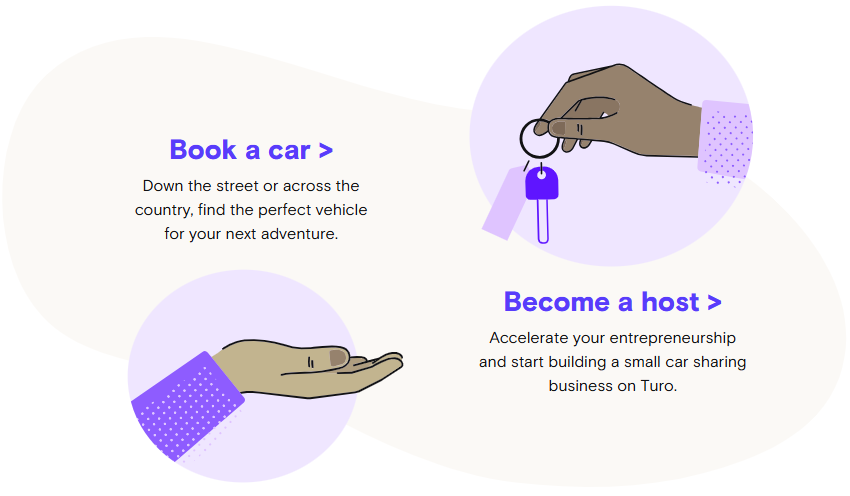 Book a car >
Down the street or across the
country, find the perfect vehicle
for your next adventure.
Become a host >
Accelerate your entrepreneurship
and start building a small car sharing
business on Turo.